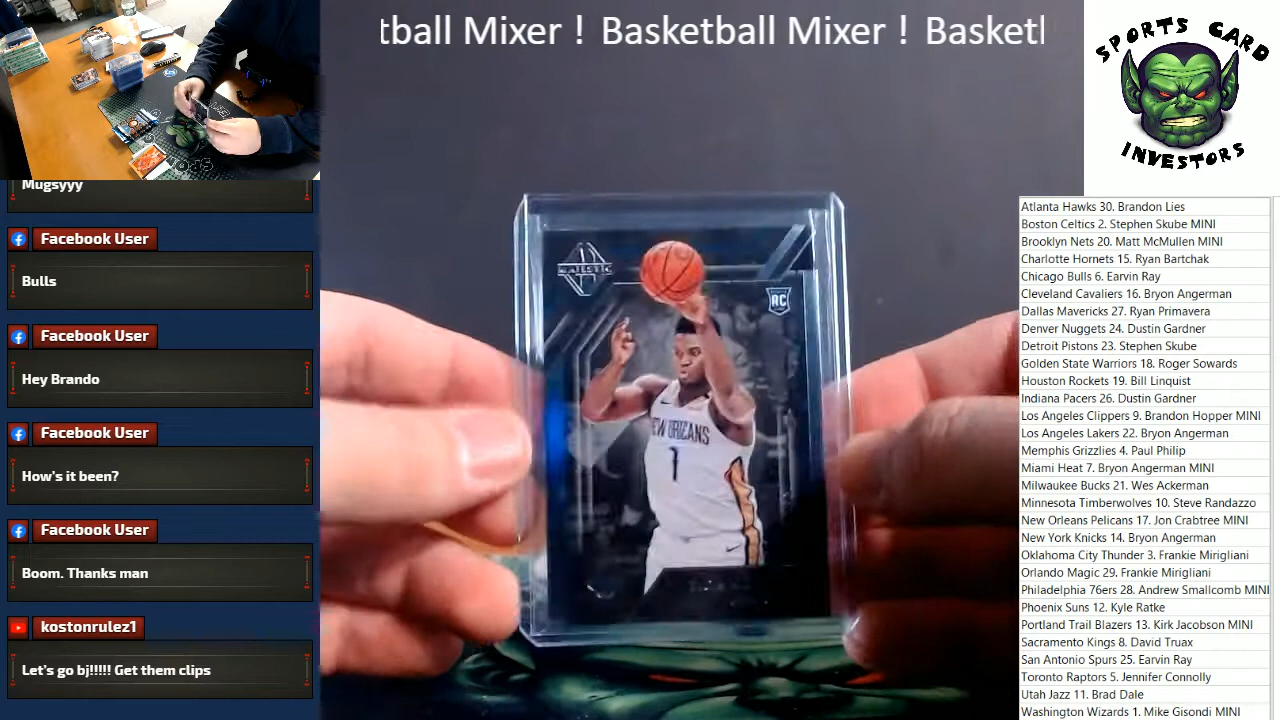 tball Mixer ! Basketball Mixer ! Basketl
SPORTS CARD
INVESTORS
Mugsyyy
Facebook User
Bulls
Facebook User
Hey Brando
Facebook User
How's it been?
Facebook User
Boom. Thanks man
kostonrulez1
Let's go bj!!!!! Get them clips
MAJESTIC
RC
NEW ORLEANS
1
Atlanta Hawks 30. Brandon Lies
Boston Celtics 2. Stephen Skube MINI
Brooklyn Nets 20. Matt McMullen MINI
Charlotte Hornets 15. Ryan Bartchak
Chicago Bulls 6. Earvin Ray
Cleveland Cavaliers 16. Bryon Angerman
Dallas Mavericks 27. Ryan Primavera
Denver Nuggets 24. Dustin Gardner
Detroit Pistons 23. Stephen Skube
Golden State Warriors 18. Roger Sowards
Houston Rockets 19. Bill Linquist
Indiana Pacers 26. Dustin Gardner
Los Angeles Clippers 9. Brandon Hopper MINI
Los Angeles Lakers 22. Bryon Angerman
Memphis Grizzlies 4. Paul Philip
Miami Heat 7. Bryon Angerman MINI
Milwaukee Bucks 21. Wes Ackerman
Minnesota Timberwolves 10. Steve Randazzo
New Orleans Pelicans 17. Jon Crabtree MINI
New York Knicks 14. Bryon Angerman
Oklahoma City Thunder 3. Frankie Mirigliani
Orlando Magic 29. Frankie Mirigliani
Philadelphia 76ers 28. Andrew Smallcomb MINI
Phoenix Suns 12. Kyle Ratke
Portland Trail Blazers 13. Kirk Jacobson MINI
Sacramento Kings 8. David Truax
San Antonio Spurs 25. Earvin Ray
Toronto Raptors 5. Jennifer Connolly
Utah Jazz 11. Brad Dale
Washington Wizards 1. Mike Gisondi MINI